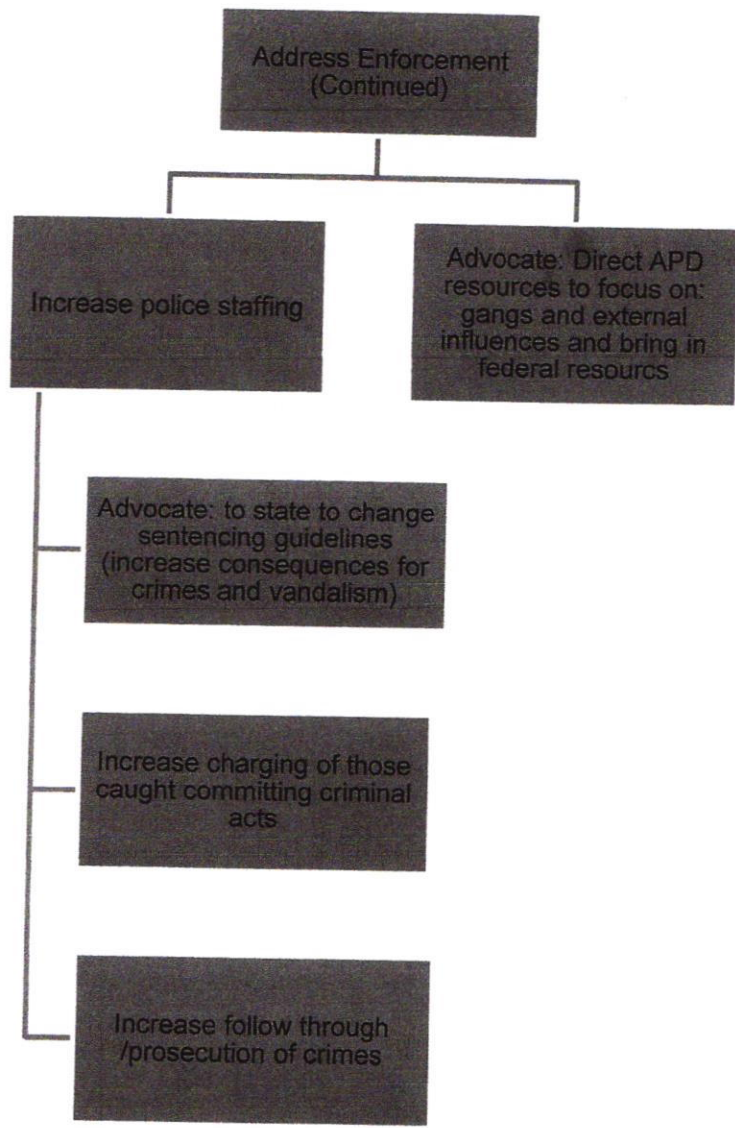 Address Enforcement
(Continued)
Increase police staffing
Advocate: Direct APD
resources to focus on:
gangs and external
influences and bring in
federal resourcs
Advocate: to state to change
sentencing guidelines
(increase consequences for
crimes and vandalism)
Increase charging of those
caught committing criminal
acts
Increase follow through
/prosecution of crimes